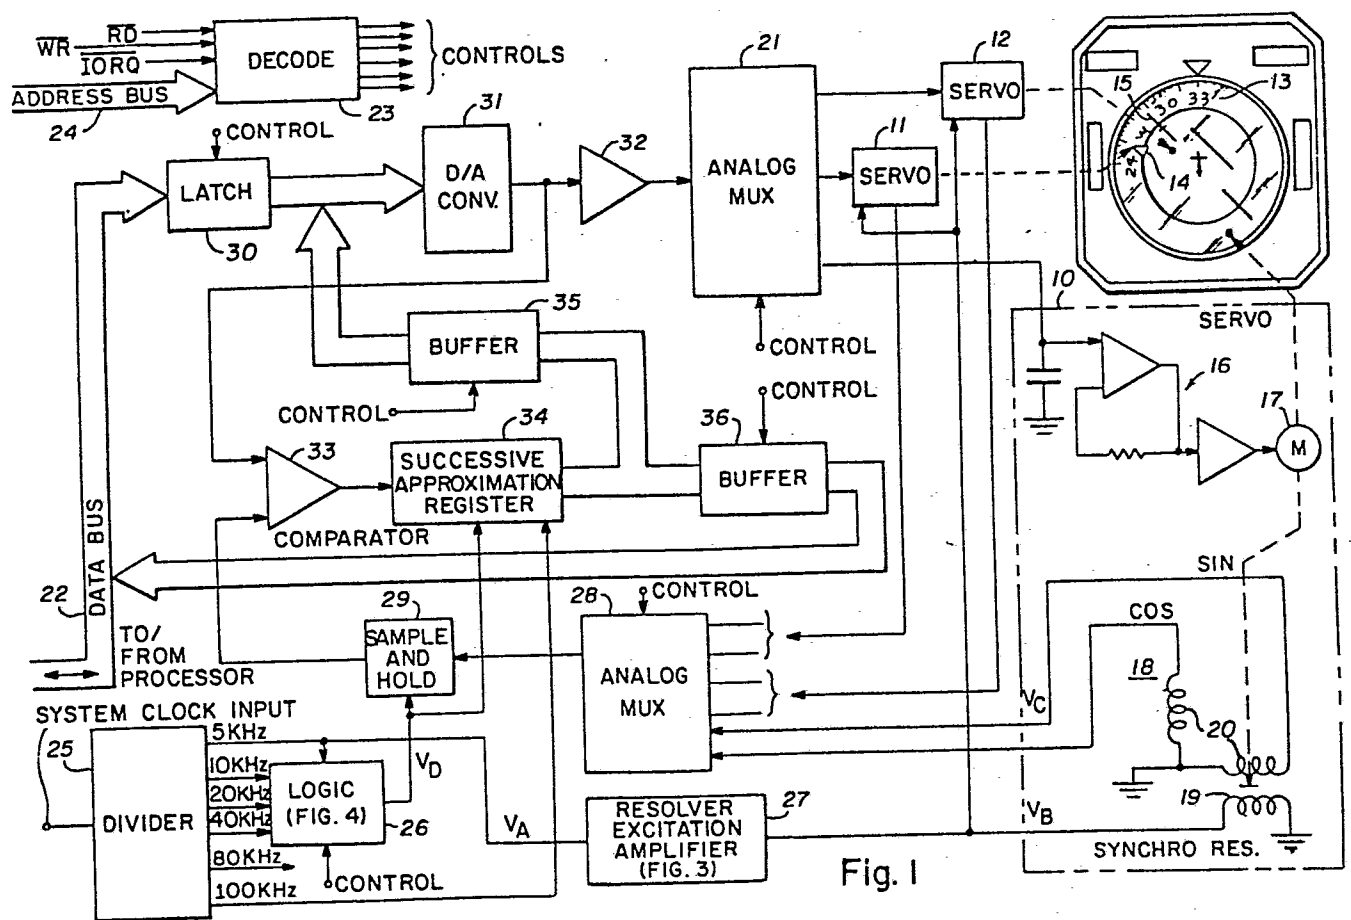 RD
WR
IORQ
ADDRESS BUS
24
DECODE
23
CONTROLS
CONTROL
LATCH
30
31
D/A
CONV.
32
21
ANALOG
MUX
12
SERVO
11
SERVO
15
13
30
33
W
24
14
35
BUFFER
CONTROL
CONTROL
CONTROL
10
SERVO
16
17
M
33
COMPARATOR
34
SUCCESSIVE
APPROXIMATION
REGISTER
36
BUFFER
DATA BUS
22
TO/
FROM
PROCESSOR
29
SAMPLE
AND
HOLD
28
CONTROL
ANALOG
MUX
SIN
COS
18
20
19
VC
SYSTEM CLOCK INPUT
25
DIVIDER
5KHz
10KHz
20KHz
40KHz
80KHz
100KHz
LOGIC
(FIG. 4)
26
CONTROL
VD
VA
RESOLVER
EXCITATION
AMPLIFIER
(FIG. 3)
27
VB
SYNCHRO RES.
Fig. 1